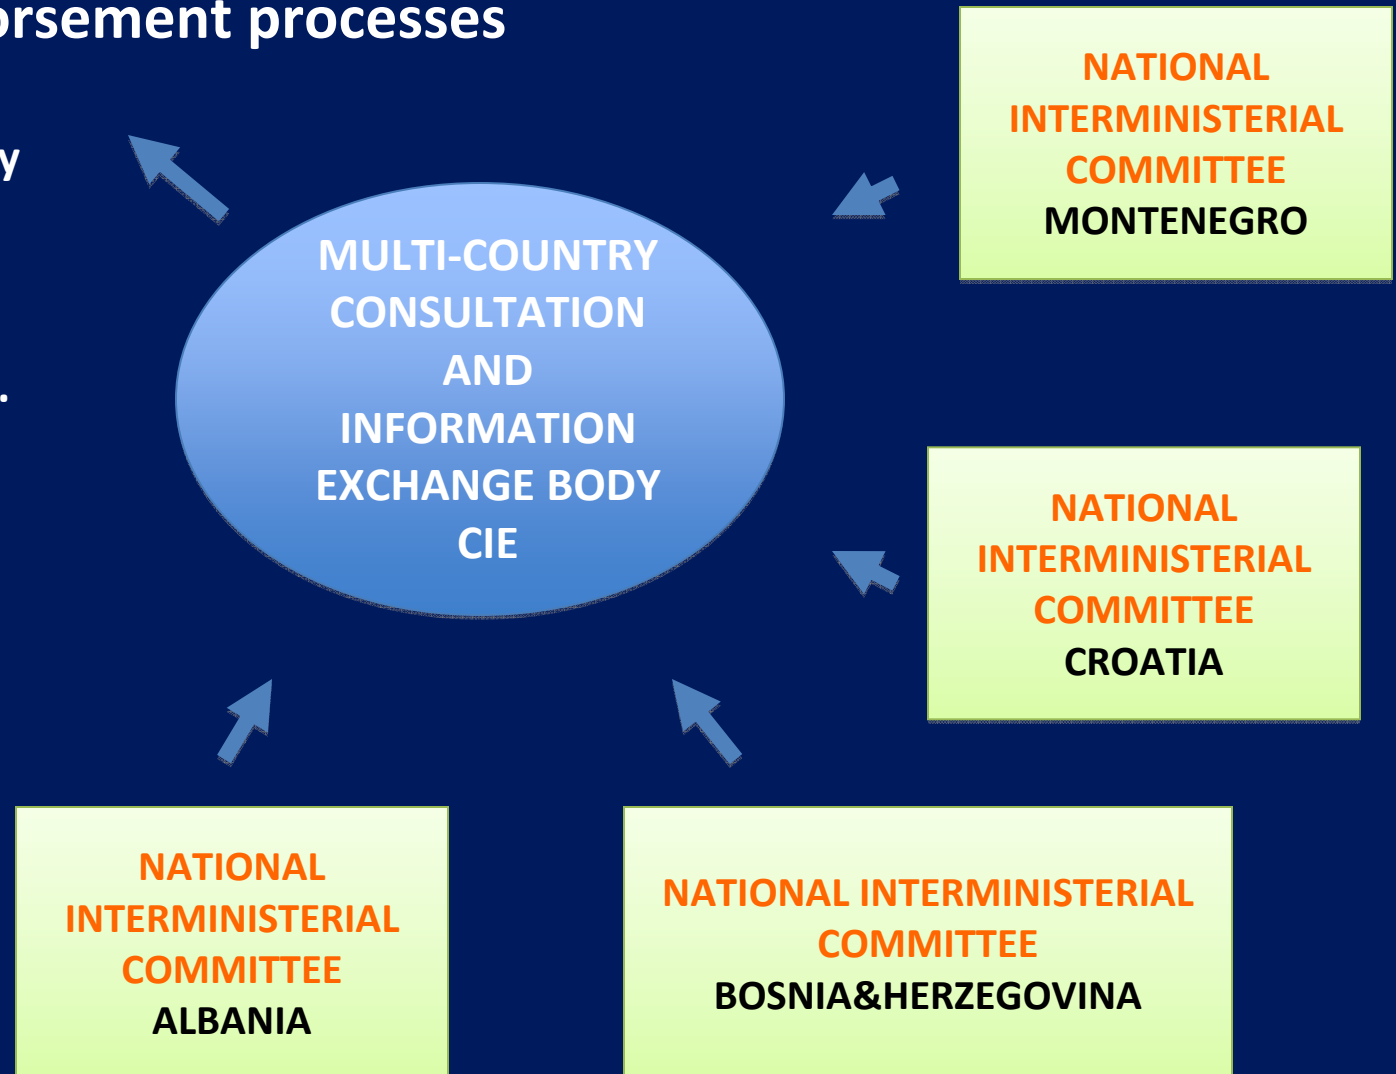 orsement processes
y
.
MULTI-COUNTRY
CONSULTATION
AND
INFORMATION
EXCHANGE BODY
CIE
NATIONAL
INTERMINISTERIAL
COMMITTEE
MONTENEGRO
NATIONAL
INTERMINISTERIAL
COMMITTEE
CROATIA
NATIONAL
INTERMINISTERIAL
COMMITTEE
ALBANIA
NATIONAL INTERMINISTERIAL
COMMITTEE
BOSNIA&HERZEGOVINA